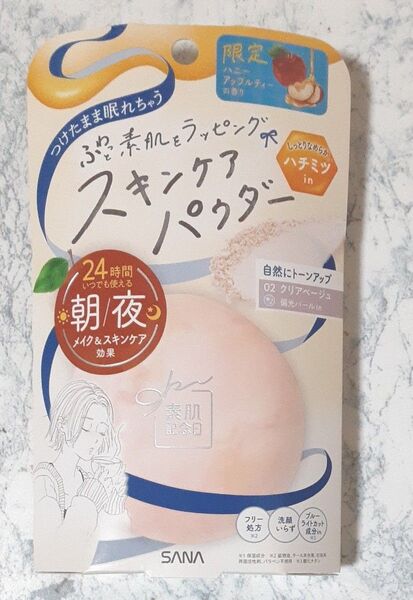 つけたまま眠れちゃう
限定
ハニー
アップルティー
の香り
ふわっと素肌をラッピング
スキンケア
パウダー
しっとりなめらか
ハチミツ
in
24時間
いつでも使える
朝/夜
メイク&スキンケア
効果
自然にトーンアップ
02 クリアベージュ
偏光パールin
素肌
記念日
フリー
処方
※2
洗顔
いらず
ブルー
ライトカット
成分in
※3
SANA